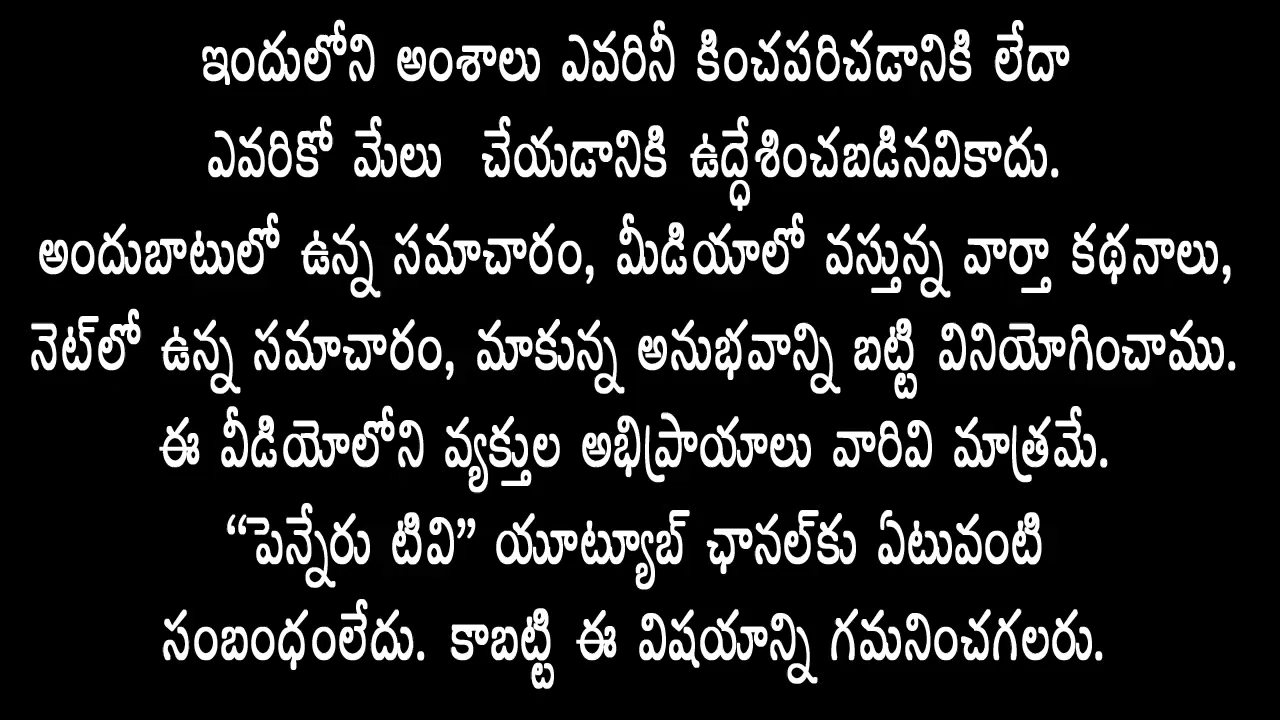 ఇందులోని అంశాలు ఎవరినీ కించపరిచడానికి లేదా
ఎవరికో మేలు చేయడానికి ఉద్ధేశించబడినవికాదు.
అందుబాటులో ఉన్న సమాచారం, మీడియాలో వస్తున్న వార్తా కథనాలు,
నెట్‌లో ఉన్న సమాచారం, మాకున్న అనుభవాన్ని బట్టి వినియోగించాము.
ఈ వీడియోలోని వ్యక్తుల అభిప్రాయాలు వారివి మాత్రమే.
“పెన్నేరు టివి” యూట్యూబ్ ఛానల్‌కు ఏటువంటి
సంబంధంలేదు. కాబట్టి ఈ విషయాన్ని గమనించగలరు.